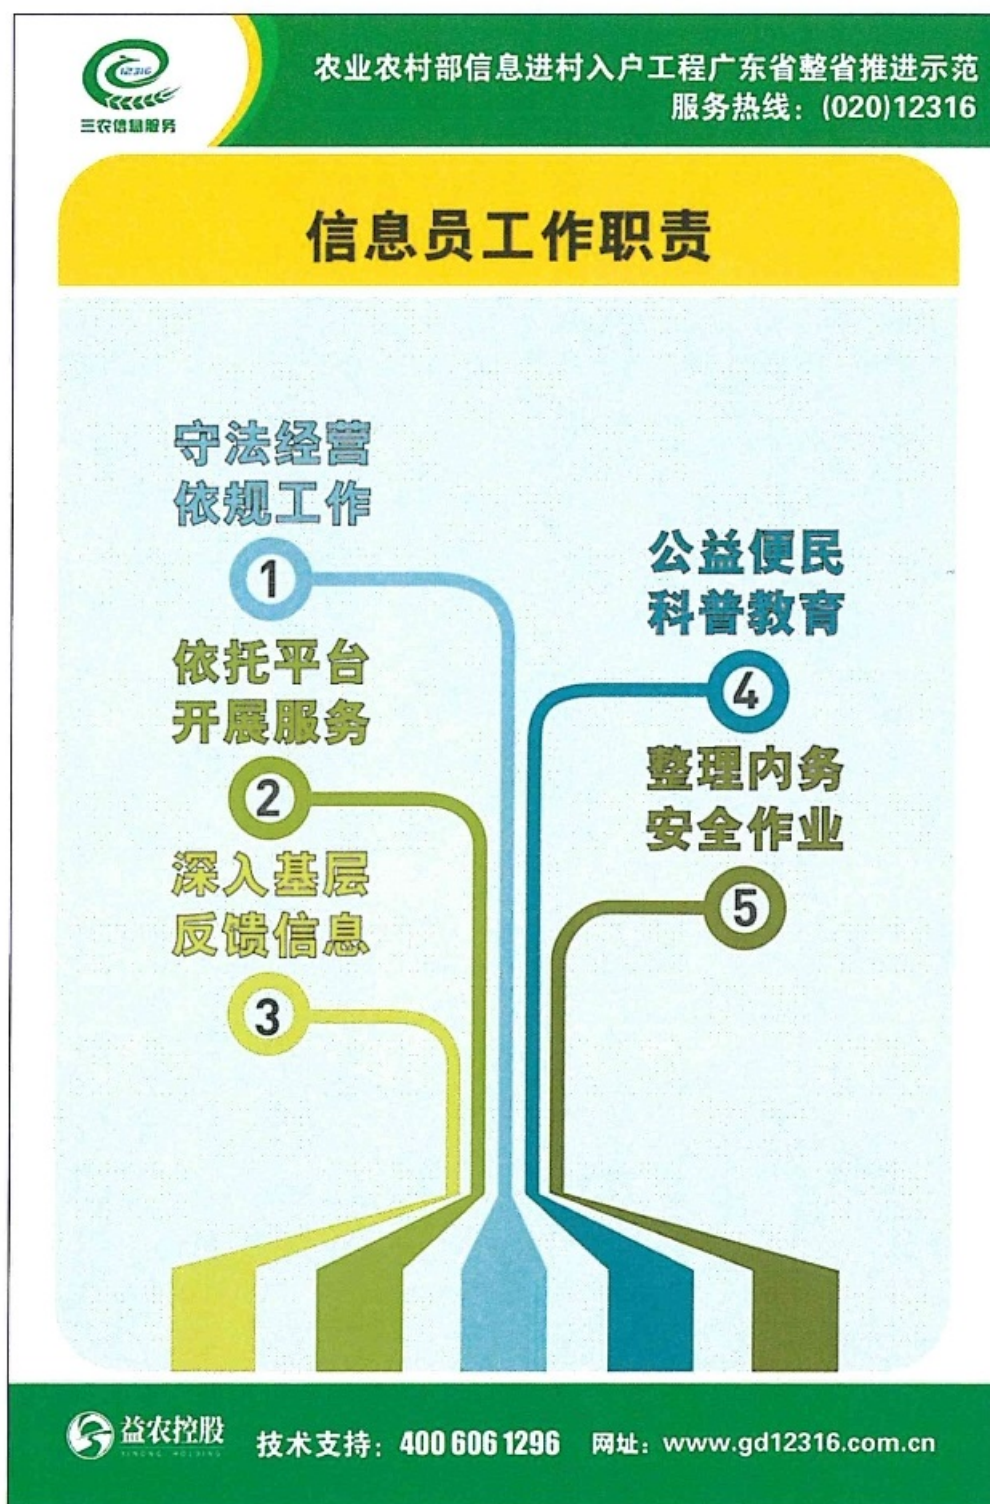 12316
三农信息服务
农业农村部信息进村入户工程广东省整省推进示范
服务热线：(020)12316
信息员工作职责
守法经营
依规工作
1
依托平台
开展服务
2
深入基层
反馈信息
3
公益便民
科普教育
4
整理内务
安全作业
5
益农控股
YINONG HOLDING
技术支持：400 606 1296
网址：www.gd12316.com.cn